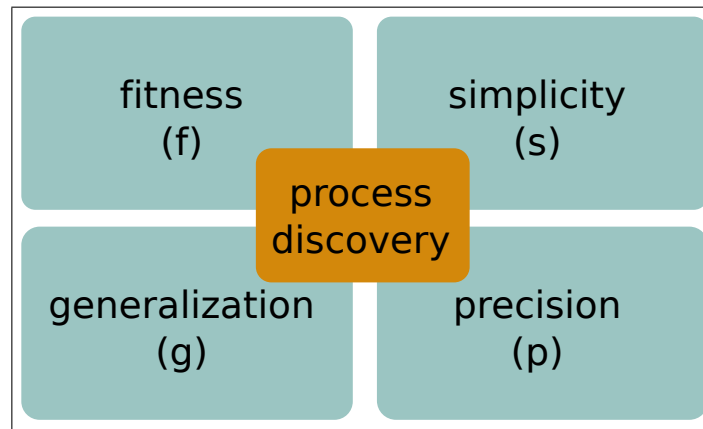 fitness
(f)
simplicity
(s)
process
discovery
generalization
(g)
precision
(p)